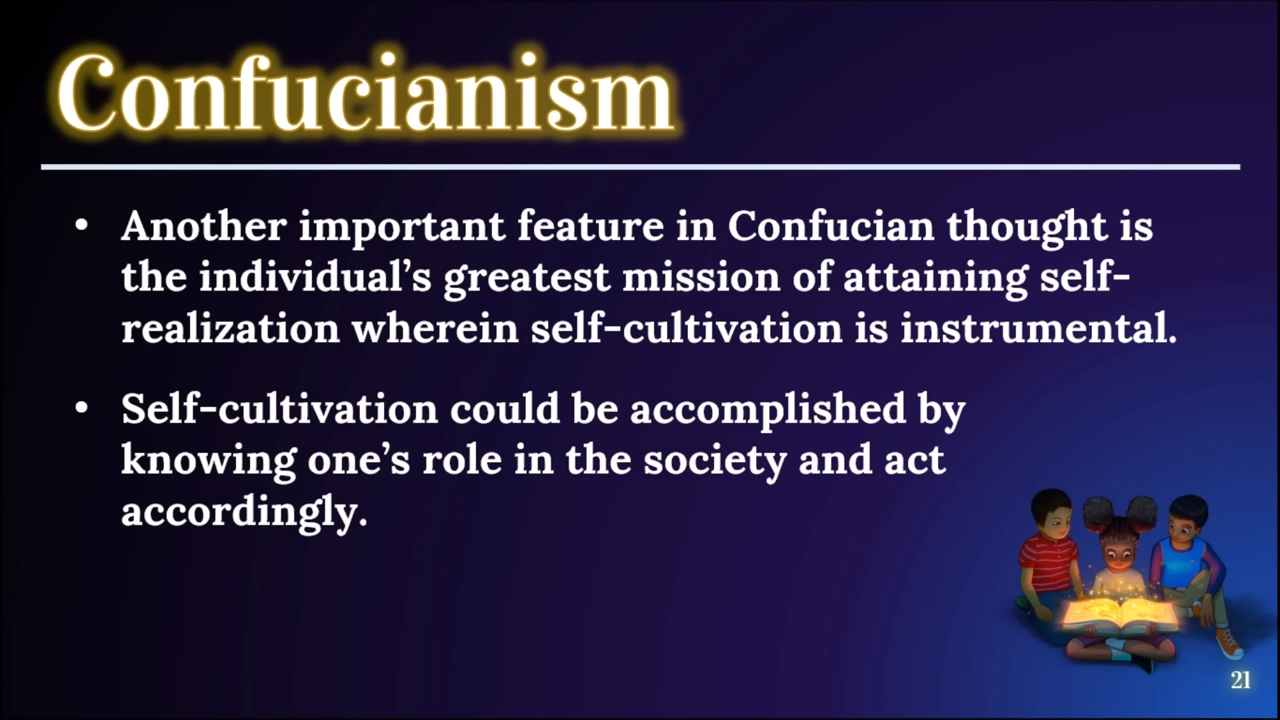 Confucianism
• Another important feature in Confucian thought is
the individual’s greatest mission of attaining self-
realization wherein self-cultivation is instrumental.
• Self-cultivation could be accomplished by
knowing one’s role in the society and act
accordingly.
21